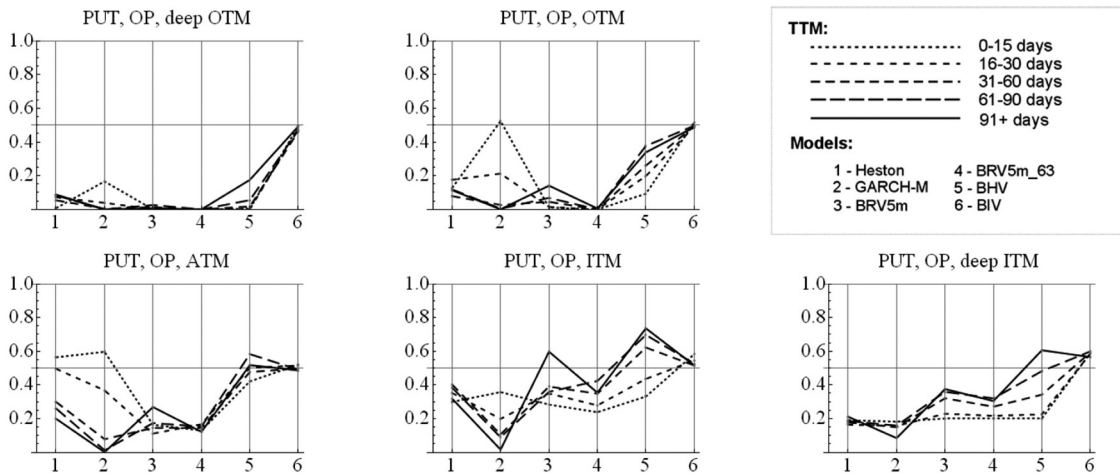 PUT, OP, deep OTM
1.0
0.8
0.6
0.4
0.2
1 2 3 4 5 6
PUT, OP, OTM
1.0
0.8
0.6
0.4
0.2
1 2 3 4 5 6
TTM:
0-15 days
16-30 days
31-60 days
61-90 days
91+ days
Models:
1 - Heston 4 - BRV5m_63
2 - GARCH-M 5 - BHV
3 - BRV5m 6 - BIV
PUT, OP, ATM
1.0
0.8
0.6
0.4
0.2
1 2 3 4 5 6
PUT, OP, ITM
1.0
0.8
0.6
0.4
0.2
1 2 3 4 5 6
PUT, OP, deep ITM
1.0
0.8
0.6
0.4
0.2
1 2 3 4 5 6